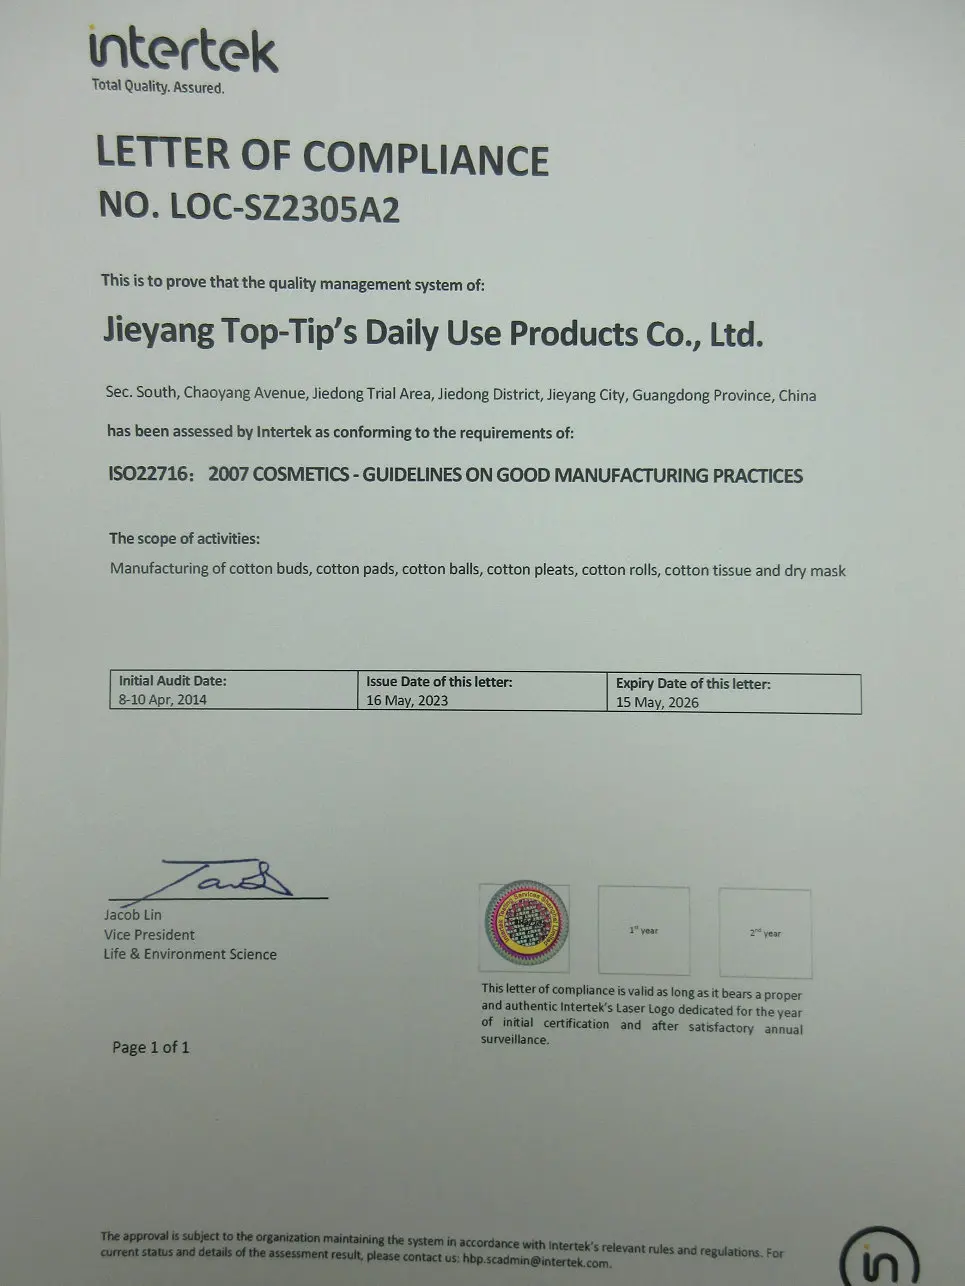 intertek
Total Quality. Assured.
LETTER OF COMPLIANCE
NO. LOC-SZ2305A2
This is to prove that the quality management system of:
Jieyang Top-Tip's Daily Use Products Co., Ltd.
Sec. South, Chaoyang Avenue, Jiedong Trial Area, Jiedong District, Jieyang City, Guangdong Province, China
has been assessed by Intertek as conforming to the requirements of:
ISO22716： 2007 COSMETICS - GUIDELINES ON GOOD MANUFACTURING PRACTICES
The scope of activities:
Manufacturing of cotton buds, cotton pads, cotton balls, cotton pleats, cotton rolls, cotton tissue and dry mask
Initial Audit Date: Issue Date of this letter: Expiry Date of this letter:
8-10 Apr, 2014 16 May, 2023 15 May, 2026
Jacob Lin
Vice President
Life & Environment Science
1st year
2nd year
This letter of compliance is valid as long as it bears a proper
and authentic Intertek's Laser Logo dedicated for the year
of initial certification and after satisfactory annual
surveillance.
Page 1 of 1
The approval is subject to the organization maintaining the system in accordance with Intertek's relevant rules and regulations. For
current status and details of the assessment result, please contact us: hbp.scadmin@intertek.com.
in